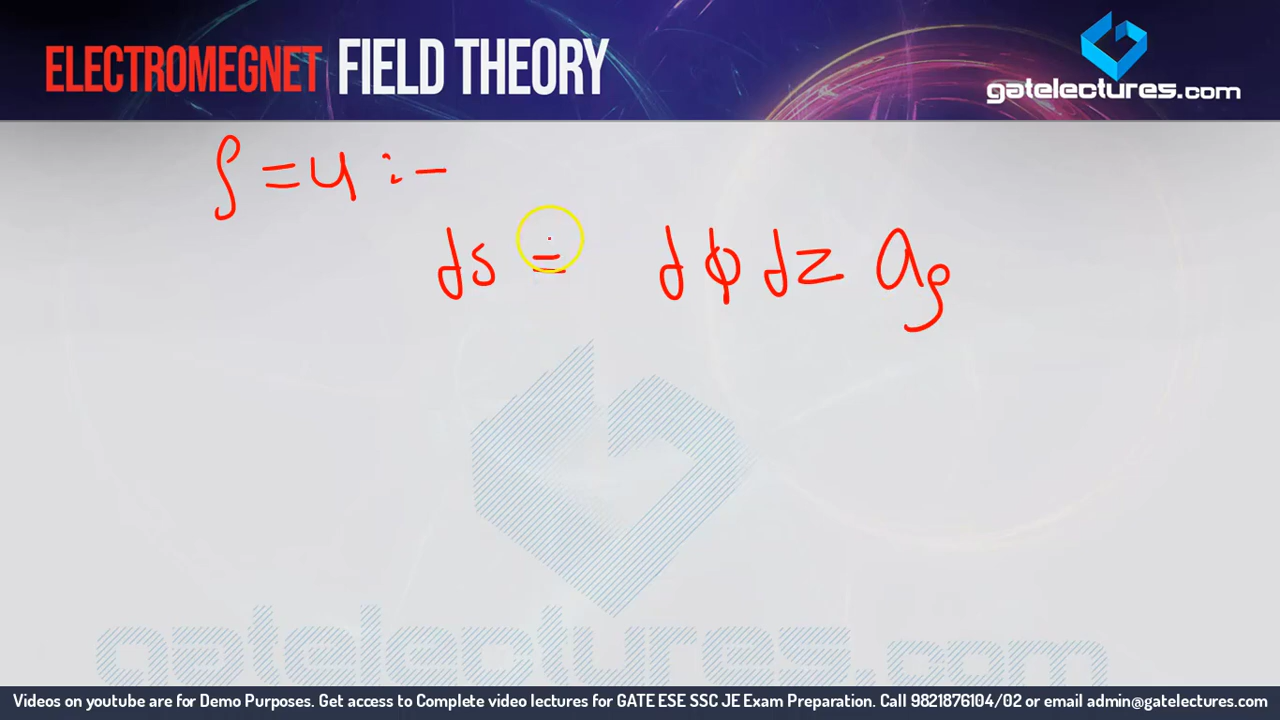 ELECTROMEGNET FIELD THEORY
gatelectures.com
ρ = 4 :-
ds = dφ dz aρ
gatelectures.com
Videos on youtube are for Demo Purposes. Get access to Complete video lectures for GATE ESE SSC JE Exam Preparation. Call 9821876104/02 or email admin@gatelectures.com